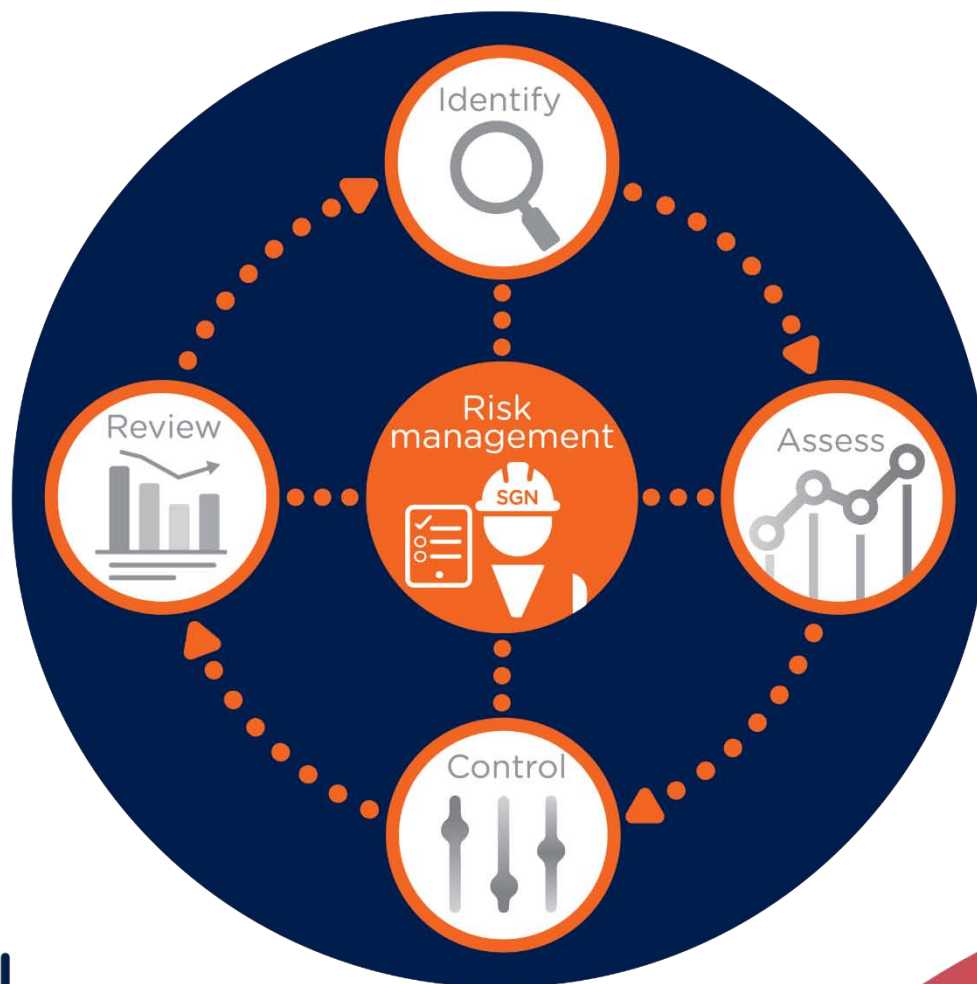 Identify
Risk
management
SGN
Review
Assess
Control